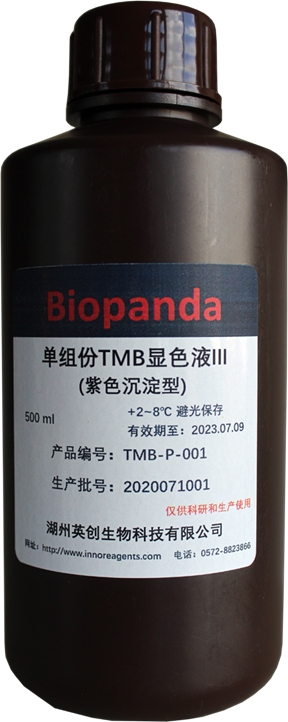 Biopanda
单组份TMB显色液III
(紫色沉淀型)
500 ml
+2~8℃ 避光保存
有效期至：2023.07.09
产品编号：TMB-P-001
生产批号：2020071001
仅供科研和生产使用
湖州英创生物科技有限公司
网址：http://www.innoreagents.com 电话：0572-8823866